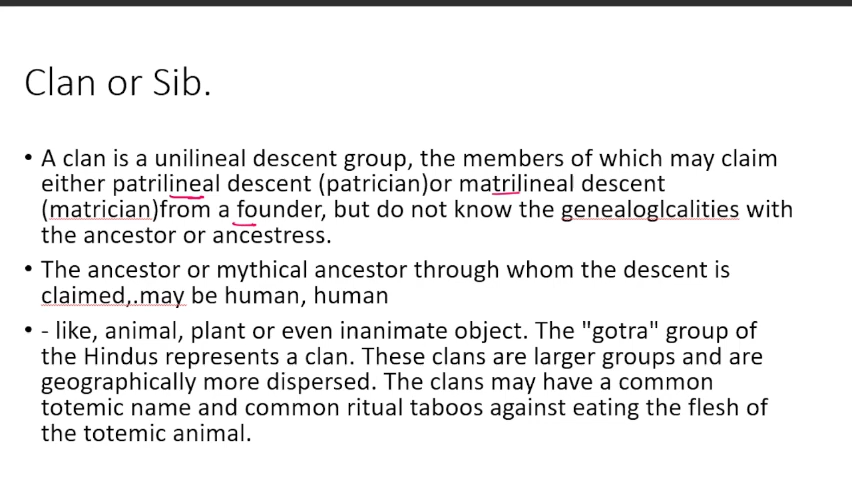 Clan or Sib.
• A clan is a unilineal descent group, the members of which may claim
either patrilineal descent (patrician)or matrilineal descent
(matrician)from a founder, but do not know the genealoglcalities with
the ancestor or ancestress.
• The ancestor or mythical ancestor through whom the descent is
claimed,.may be human, human
• - like, animal, plant or even inanimate object. The "gotra" group of
the Hindus represents a clan. These clans are larger groups and are
geographically more dispersed. The clans may have a common
totemic name and common ritual taboos against eating the flesh of
the totemic animal.